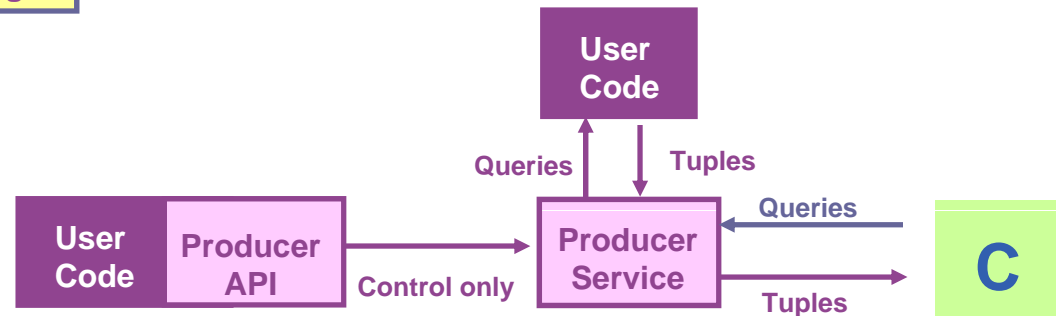 User
Code
Queries
Tuples
User
Code
Producer
API
Control only
Producer
Service
Queries
Tuples
C